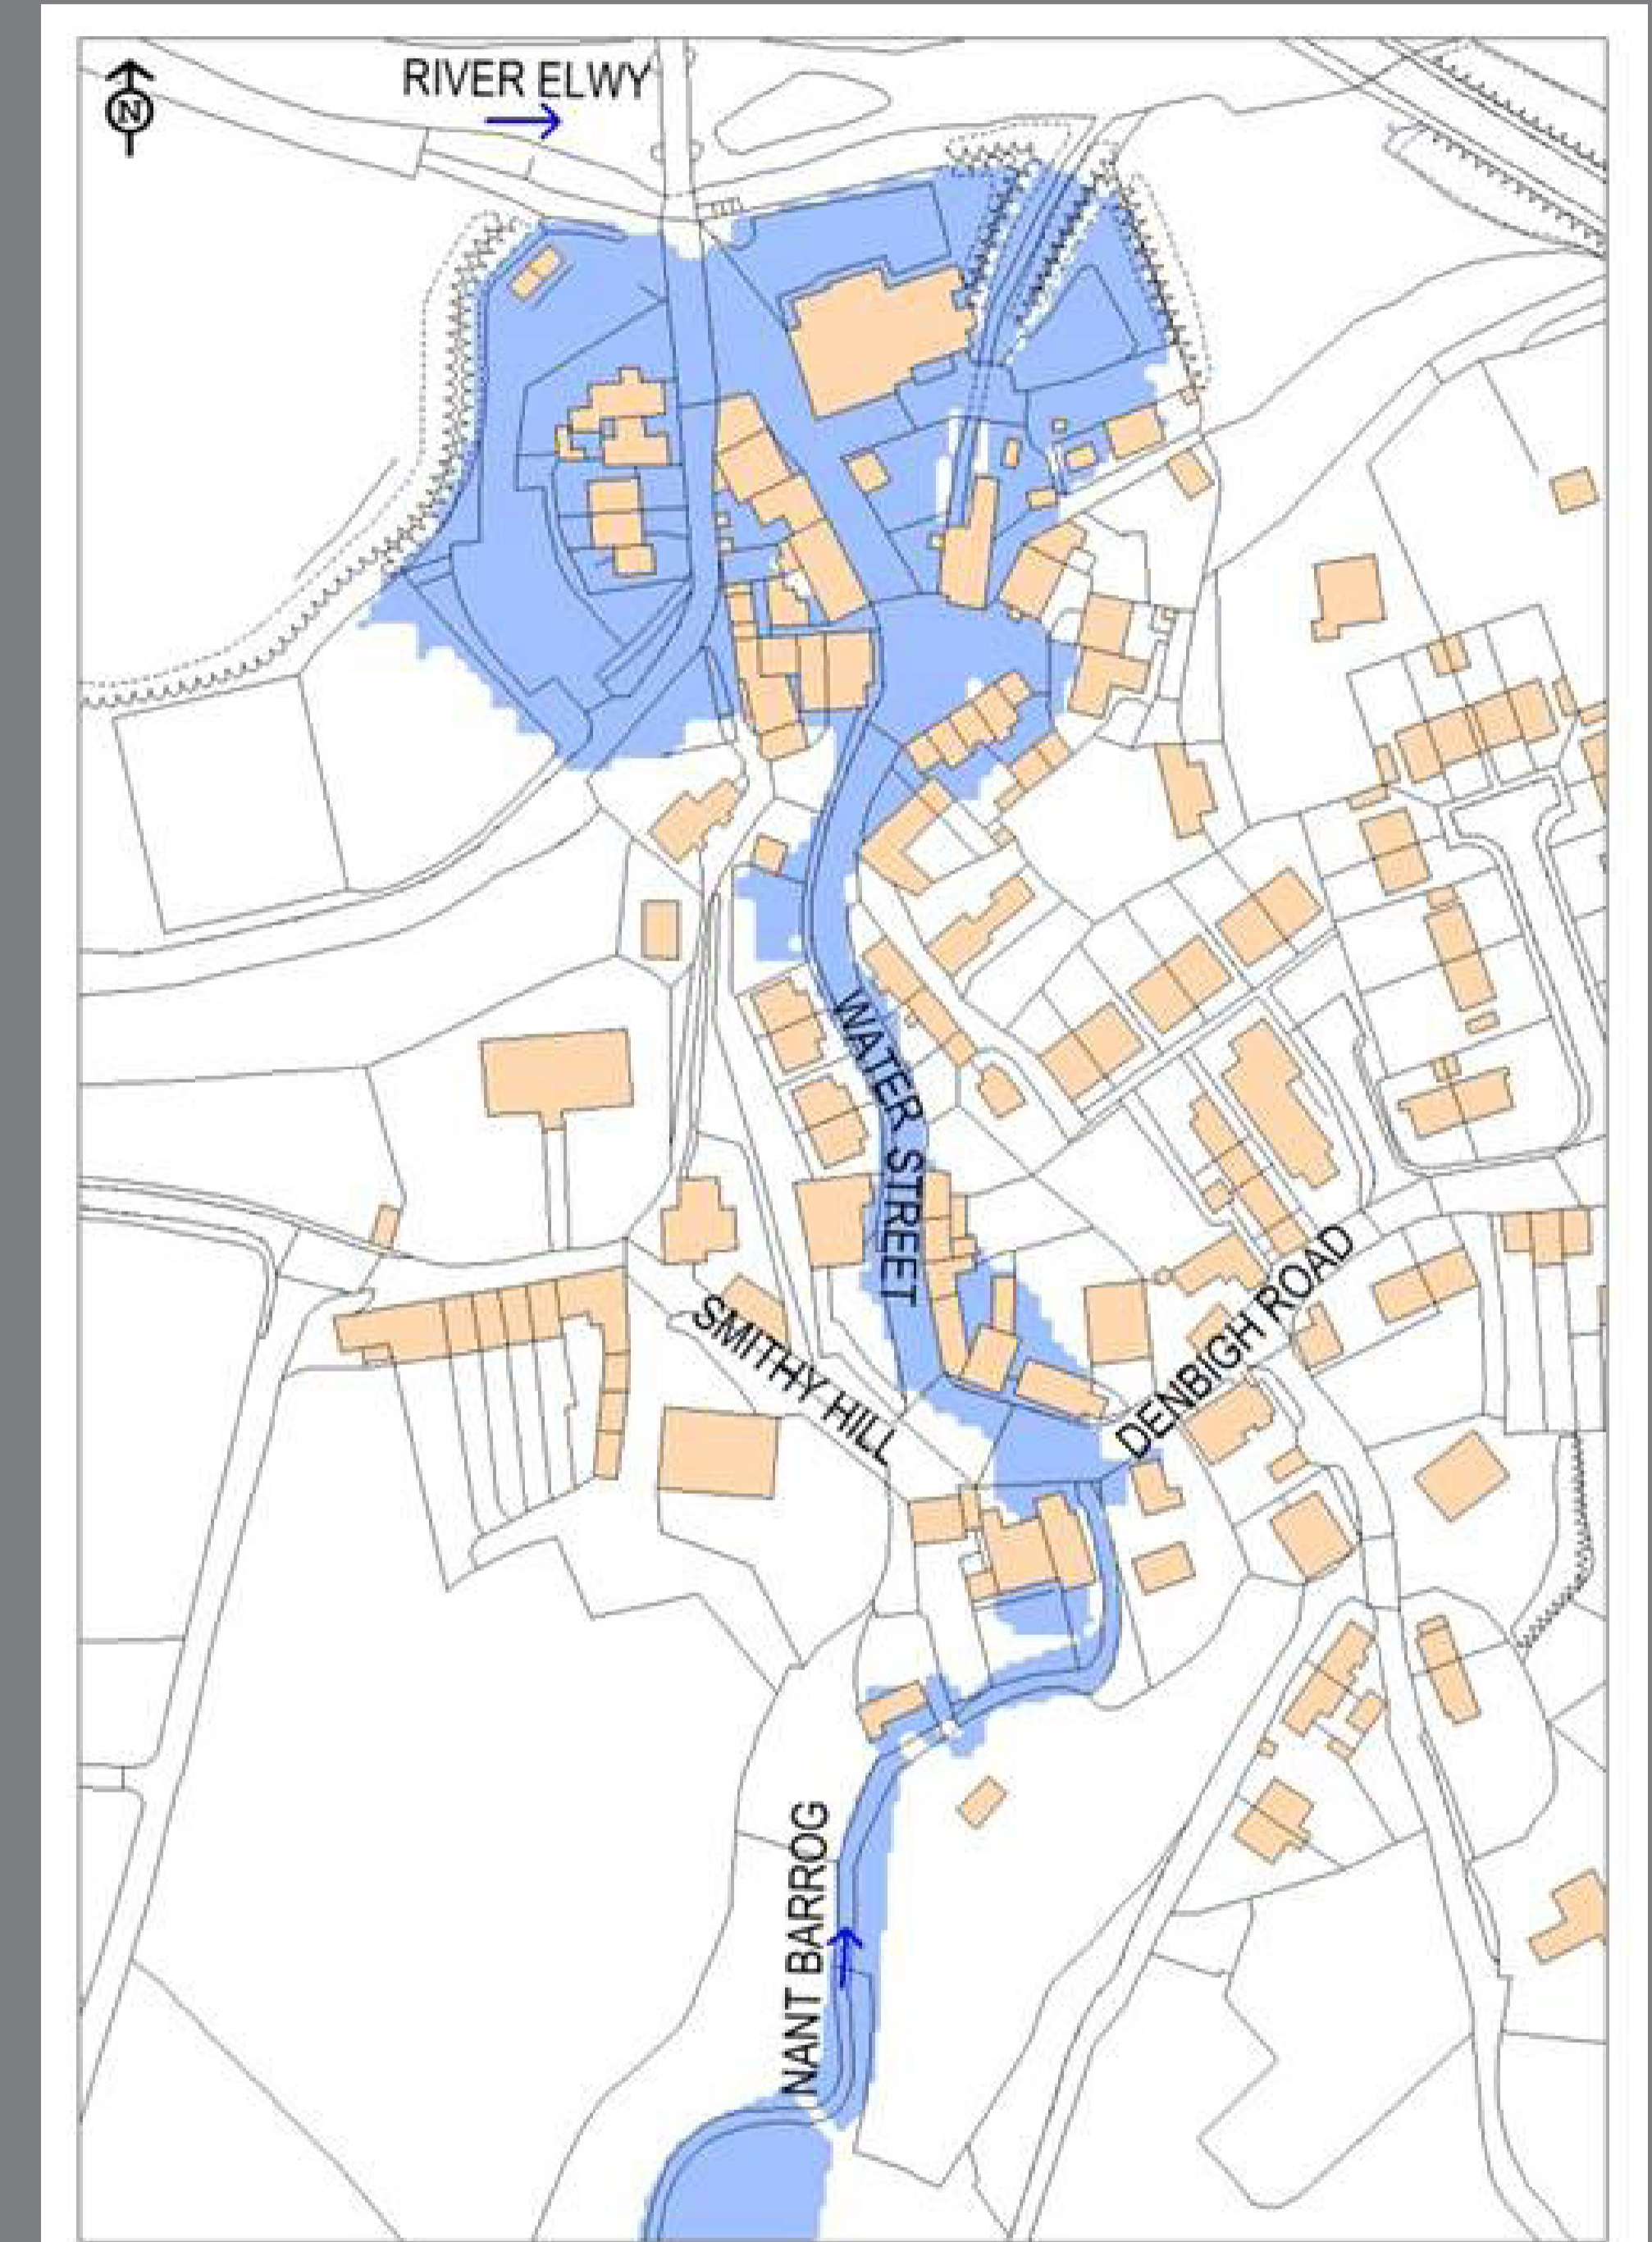 RIVER ELWY
N
WATER STREET
SMITHY HILL
DENBIGH ROAD
NANT BARROG